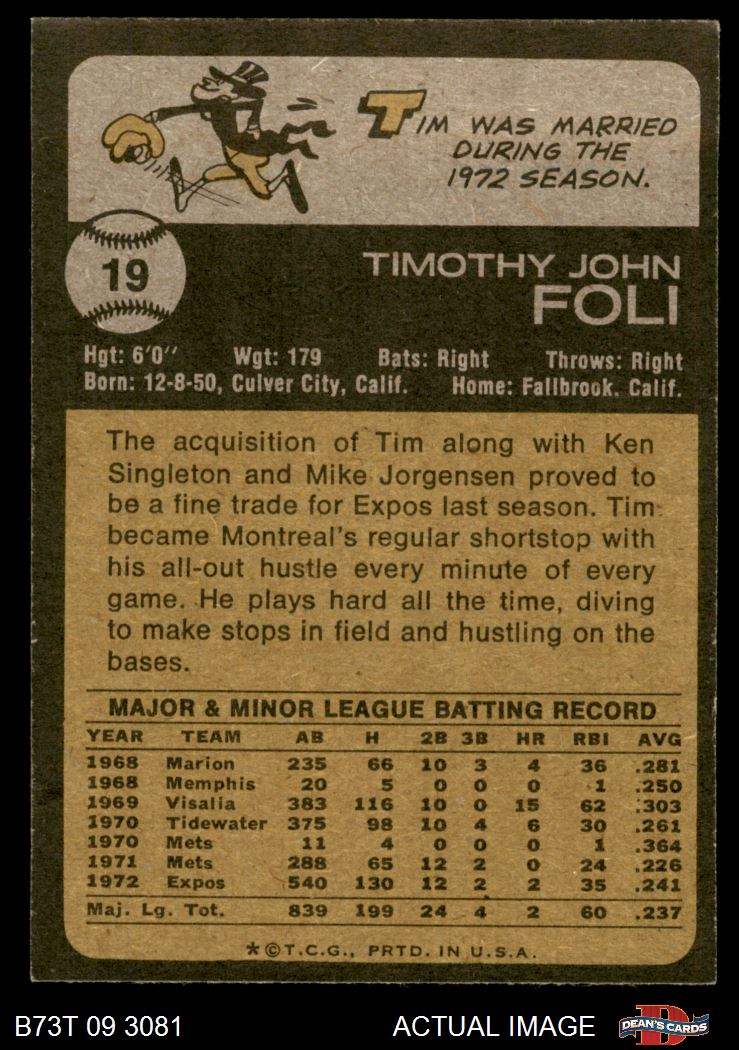 TIM WAS MARRIED
DURING THE
1972 SEASON.
19
TIMOTHY JOHN
FOLI
Hgt: 6'0" Wgt: 179 Bats: Right Throws: Right
Born: 12-8-50, Culver City, Calif. Home: Fallbrook. Calif.
The acquisition of Tim along with Ken
Singleton and Mike Jorgensen proved to
be a fine trade for Expos last season. Tim
became Montreal's regular shortstop with
his all-out hustle every minute of every
game. He plays hard all the time, diving
to make stops in field and hustling on the
bases.
MAJOR & MINOR LEAGUE BATTING RECORD
YEAR TEAM AB H 2B 3B HR RBI AVG
1968 Marion 235 66 10 3 4 36 .281
1968 Memphis 20 5 0 0 0 1 .250
1969 Visalia 383 116 10 0 15 62 .303
1970 Tidewater 375 98 10 4 6 30 .261
1970 Mets 11 4 0 0 0 1 .364
1971 Mets 288 65 12 2 0 24 .226
1972 Expos 540 130 12 2 2 35 .241
Maj. Lg. Tot. 839 199 24 4 2 60 .237
*©T.C.G., PRTD. IN U.S.A.
B73T 09 3081 ACTUAL IMAGE
D
DEAN'S CARDS